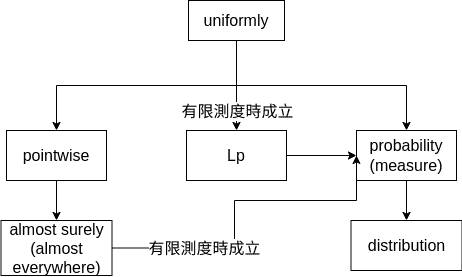 uniformly
有限測度時成立
pointwise
Lp
probability
(measure)
almost surely
(almost
everywhere)
有限測度時成立
distribution